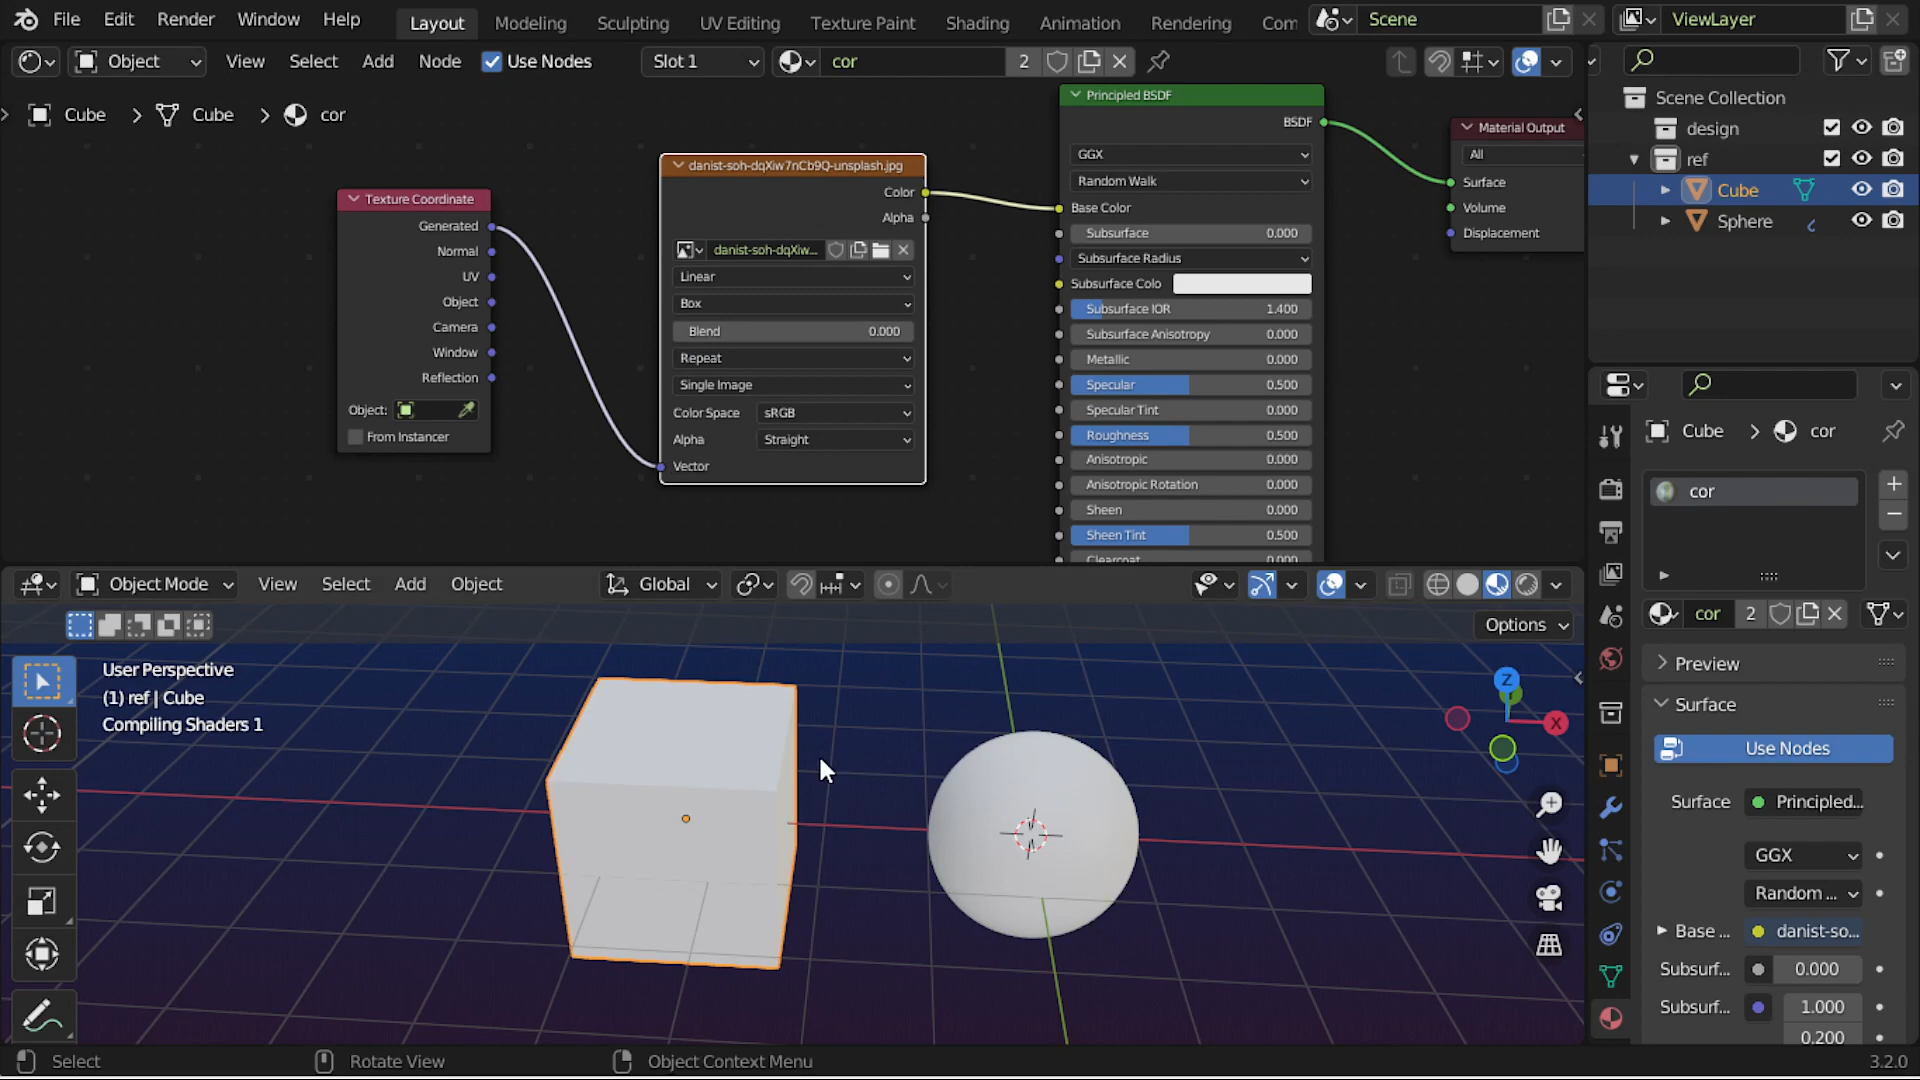 File Edit Render Window Help Layout Modeling Sculpting UV Editing Texture Paint Shading Animation Rendering Com Scene ViewLayer
Object View Select Add Node Use Nodes Slot 1 cor 2
Cube > Cube > cor
Texture Coordinate
Generated
Normal
UV
Object
Camera
Window
Reflection
Object:
From Instancer
danist-soh-dqXiw7nCb9Q-unsplash.jpg
Color
Alpha
danist-soh-dqXiw...
Linear
Box
Blend 0.000
Repeat
Single Image
Color Space sRGB
Alpha Straight
Vector
Principled BSDF
BSDF
GGX
Random Walk
Base Color
Subsurface 0.000
Subsurface Radius
Subsurface Colo
Subsurface IOR 1.400
Subsurface Anisotropy 0.000
Metallic 0.000
Specular 0.500
Specular Tint 0.000
Roughness 0.500
Anisotropic 0.000
Anisotropic Rotation 0.000
Sheen 0.000
Sheen Tint 0.500
Clearcoat 0.000
Material Output
All
Surface
Volume
Displacement
Scene Collection
design
ref
Cube
Sphere
Cube > cor
cor
cor 2
Preview
Surface
Use Nodes
Surface Principled...
GGX
Random ...
Base ... danist-so...
Subsurf... 0.000
Subsurf... 1.000
0.200
Object Mode View Select Add Object Global
Options
User Perspective
(1) ref | Cube
Compiling Shaders 1
Z
X
Select Rotate View Object Context Menu 3.2.0